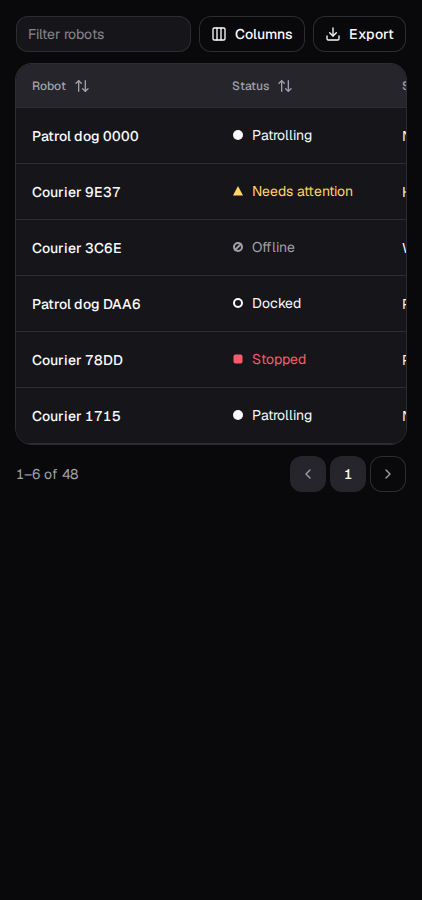 Filter robots
Columns
Export
Robot Status
Patrol dog 0000 Patrolling
Courier 9E37 Needs attention
Courier 3C6E Offline
Patrol dog DAA6 Docked
Courier 78DD Stopped
Courier 1715 Patrolling
1–6 of 48
1